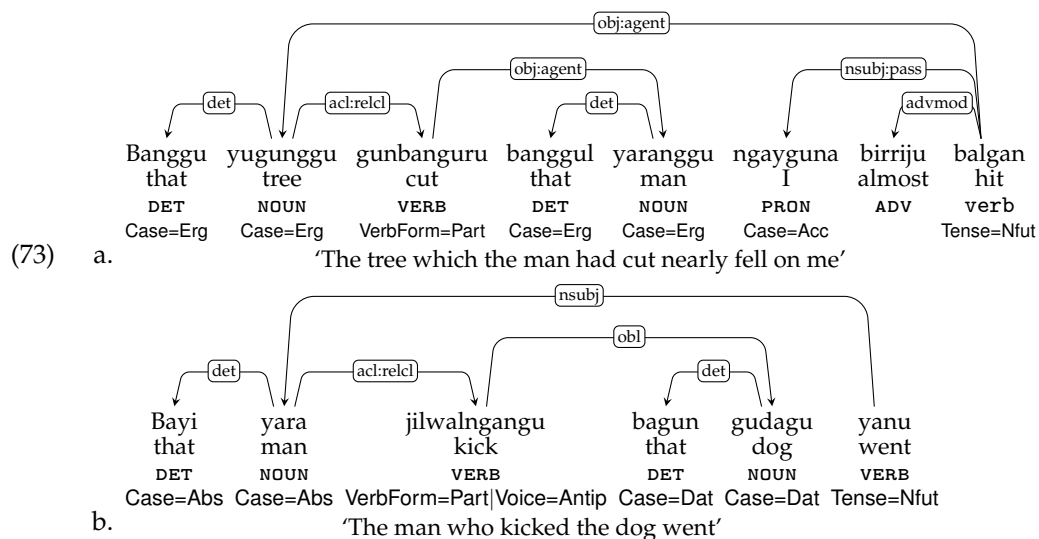 obj:agent
obj:agent nsubj:pass
det acl:relcl det advmod
Banggu yugunggu gunbanguru banggul yaranggu ngayguna birriju balgan
that tree cut that man I almost hit
DET NOUN VERB DET NOUN PRON ADV verb
Case=Erg Case=Erg VerbForm=Part Case=Erg Case=Erg Case=Acc Tense=Nfut
(73) a. 'The tree which the man had cut nearly fell on me'
nsubj
obl
det acl:relcl det
Bayi yara jilwalngangu bagun gudagu yanu
that man kick that dog went
DET NOUN VERB DET NOUN VERB
Case=Abs Case=Abs VerbForm=Part|Voice=Antip Case=Dat Case=Dat Tense=Nfut
b. 'The man who kicked the dog went'